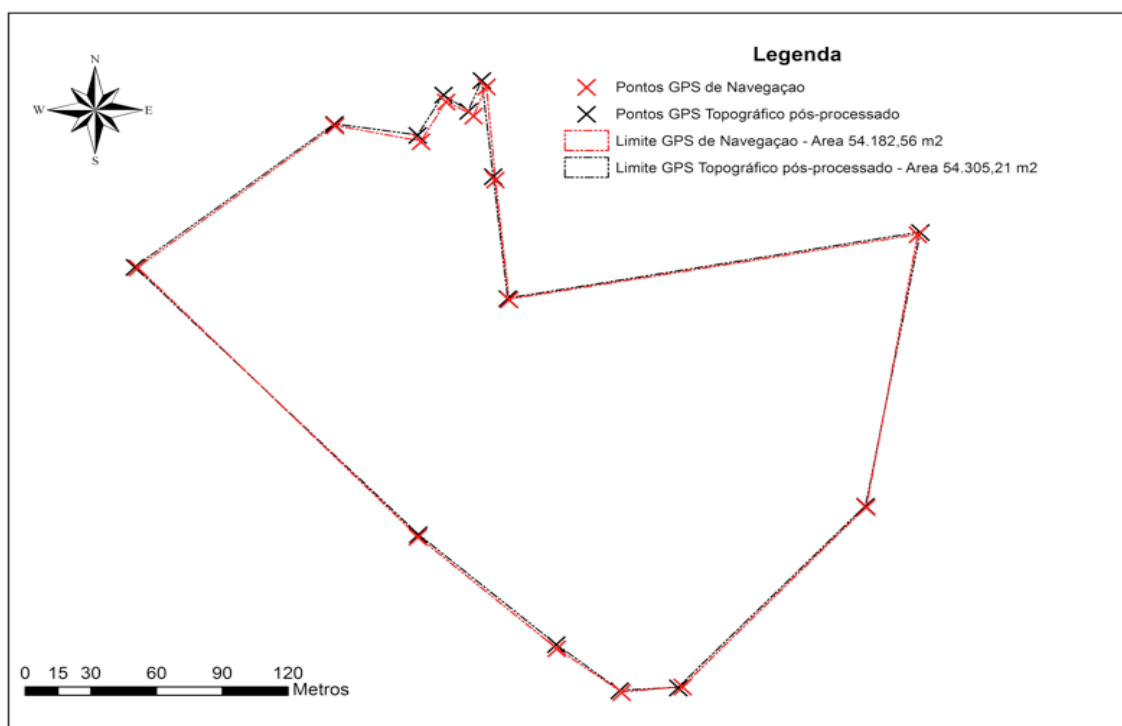 Legenda
N
W
E
S
Pontos GPS de Navegaçao
Pontos GPS Topográfico pós-processado
Limite GPS de Navegaçao - Area 54.182,56 m2
Limite GPS Topográfico pós-processado - Area 54.305,21 m2
0 15 30 60 90 120
Metros